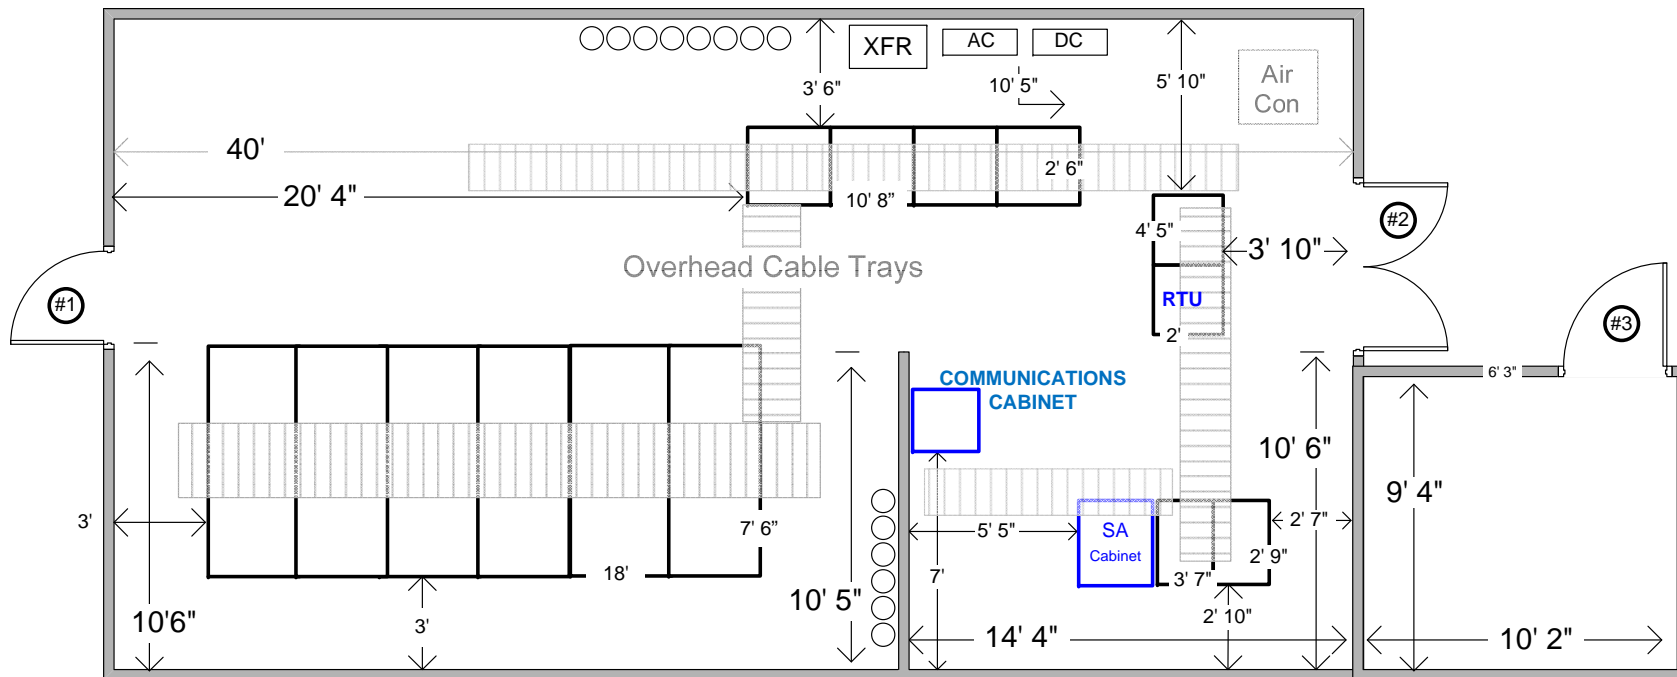 XFR
AC
DC
3' 6"
10' 5"
5' 10"
Air
Con
40'
2' 6"
20' 4"
10' 8”
4' 5"
#2
3' 10"
Overhead Cable Trays
#1
RTU
#3
2'
6' 3"
COMMUNICATIONS
CABINET
10' 6"
9' 4"
3'
7' 6”
5' 5"
SA
Cabinet
2' 7"
2' 9"
18'
7'
3' 7"
10' 5"
10'6"
3'
2' 10"
14' 4"
10' 2"